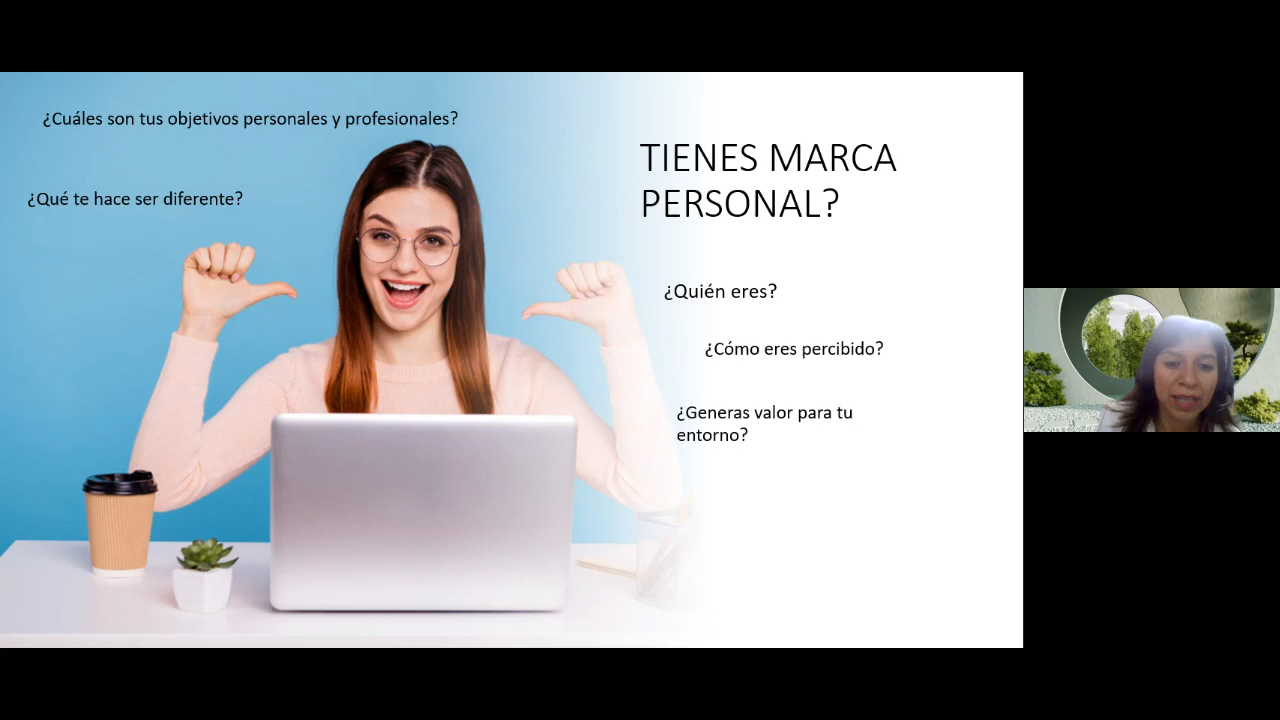 ¿Cuáles son tus objetivos personales y profesionales?
¿Qué te hace ser diferente?
TIENES MARCA
PERSONAL?
¿Quién eres?
¿Cómo eres percibido?
¿Generas valor para tu
entorno?